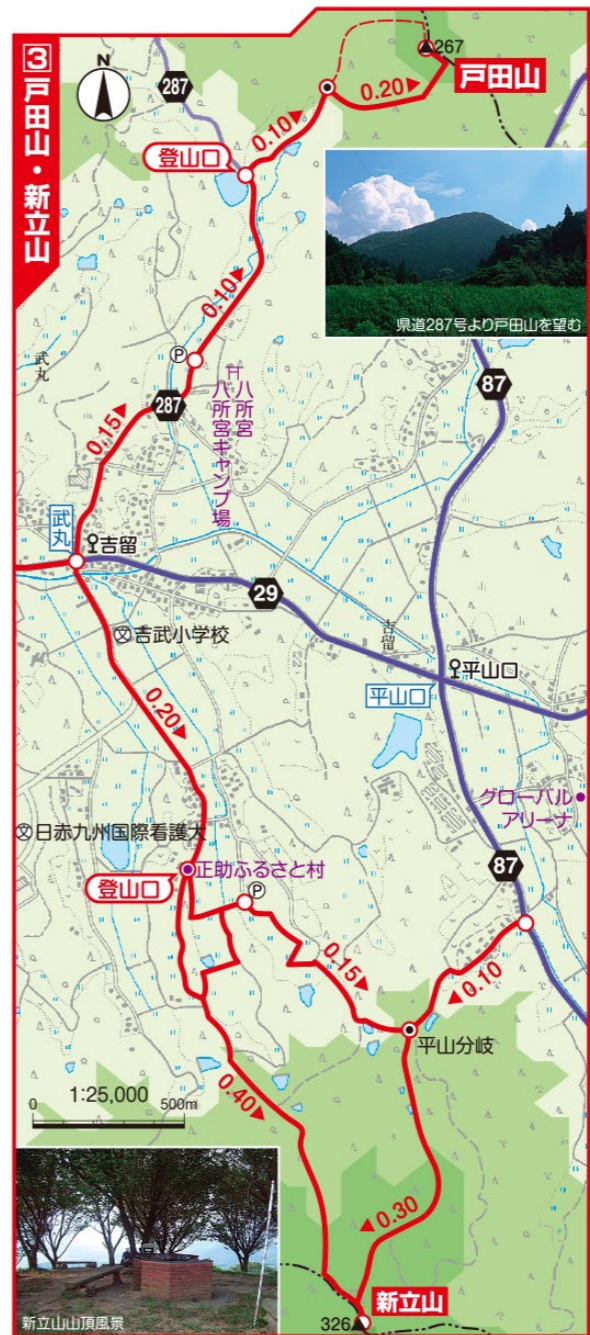 3 戸田山・新立山
N
287
267
戸田山
0.20
0.10
登山口
県道287号より戸田山を望む
0.10
P
武丸
八所宮
八所宮キャンプ場
287
87
0.15
武丸
吉留
29
文吉武小学校
吉留
平山口
平山口
0.20
グローバル
アリーナ
文日赤九州国際看護大
87
正助ふるさと村
登山口
P
0.15
0.10
平山分岐
1:25,000
0 500m
0.40
0.30
新立山
326
新立山山頂風景